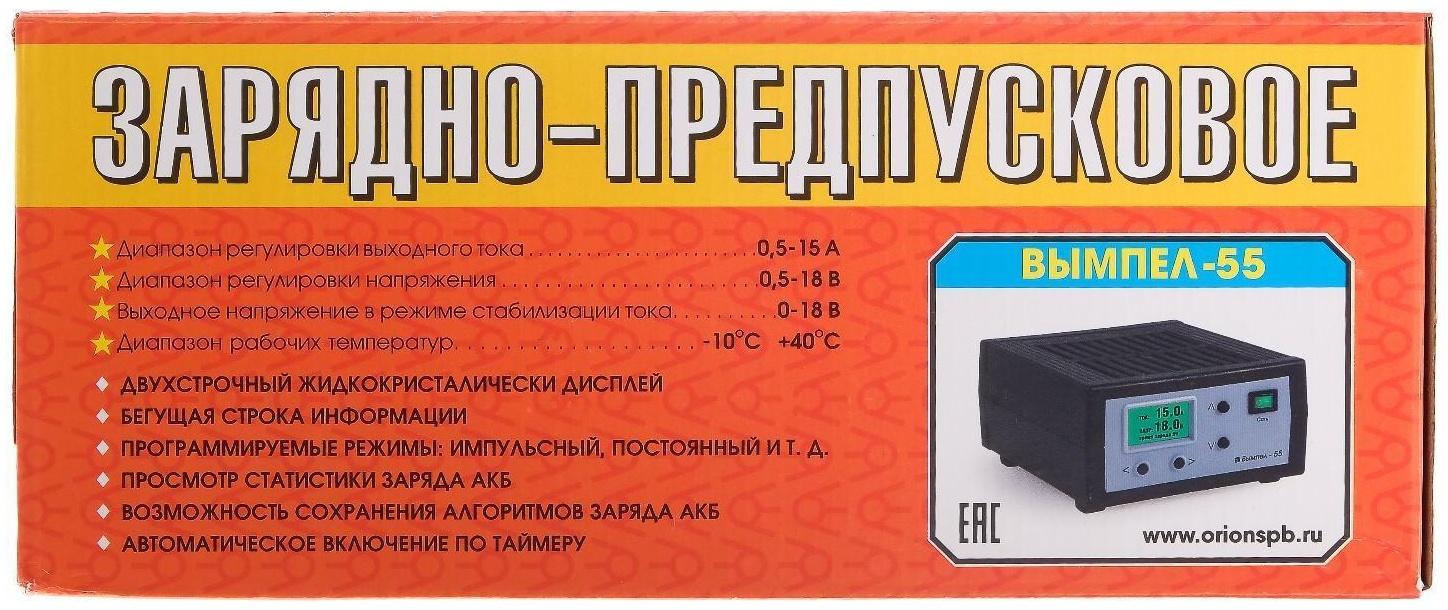 ЗАРЯДНО-ПРЕДПУСКОВОЕ
Диапазон регулировки выходного тока........................0,5-15 А
Диапазон регулировки напряжения ........................0,5-18 В
Выходное напряжение в режиме стабилизации тока..........0-18 В
Диапазон рабочих температур........................-10°С +40°С
ДВУХСТРОЧНЫЙ ЖИДКОКРИСТАЛИЧЕСКИ ДИСПЛЕЙ
БЕГУЩАЯ СТРОКА ИНФОРМАЦИИ
ПРОГРАММИРУЕМЫЕ РЕЖИМЫ: ИМПУЛЬСНЫЙ, ПОСТОЯННЫЙ И Т. Д.
ПРОСМОТР СТАТИСТИКИ ЗАРЯДА АКБ
ВОЗМОЖНОСТЬ СОХРАНЕНИЯ АЛГОРИТМОВ ЗАРЯДА АКБ
АВТОМАТИЧЕСКОЕ ВКЛЮЧЕНИЕ ПО ТАЙМЕРУ
ВЫМПЕЛ-55
15.0
18.0
Сеть
Вымпел - 55
ЕАС
www.orionspb.ru